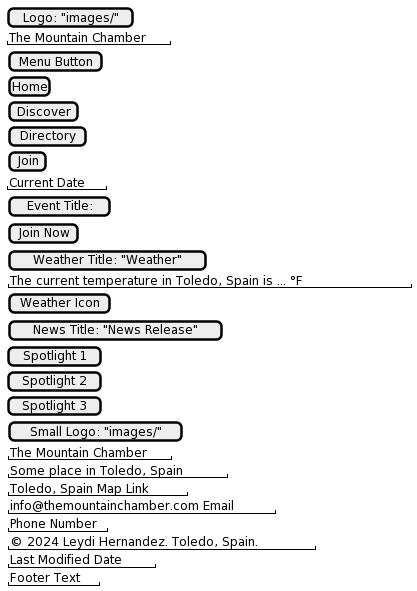 Logo: "images/"
The Mountain Chamber
Menu Button
Home
Discover
Directory
Join
Current Date
Event Title:
Join Now
Weather Title: "Weather"
The current temperature in Toledo, Spain is ... °F
Weather Icon
News Title: "News Release"
Spotlight 1
Spotlight 2
Spotlight 3
Small Logo: "images/"
The Mountain Chamber
Some place in Toledo, Spain
Toledo, Spain Map Link
info@themountainchamber.com Email
Phone Number
© 2024 Leydi Hernandez. Toledo, Spain.
Last Modified Date
Footer Text